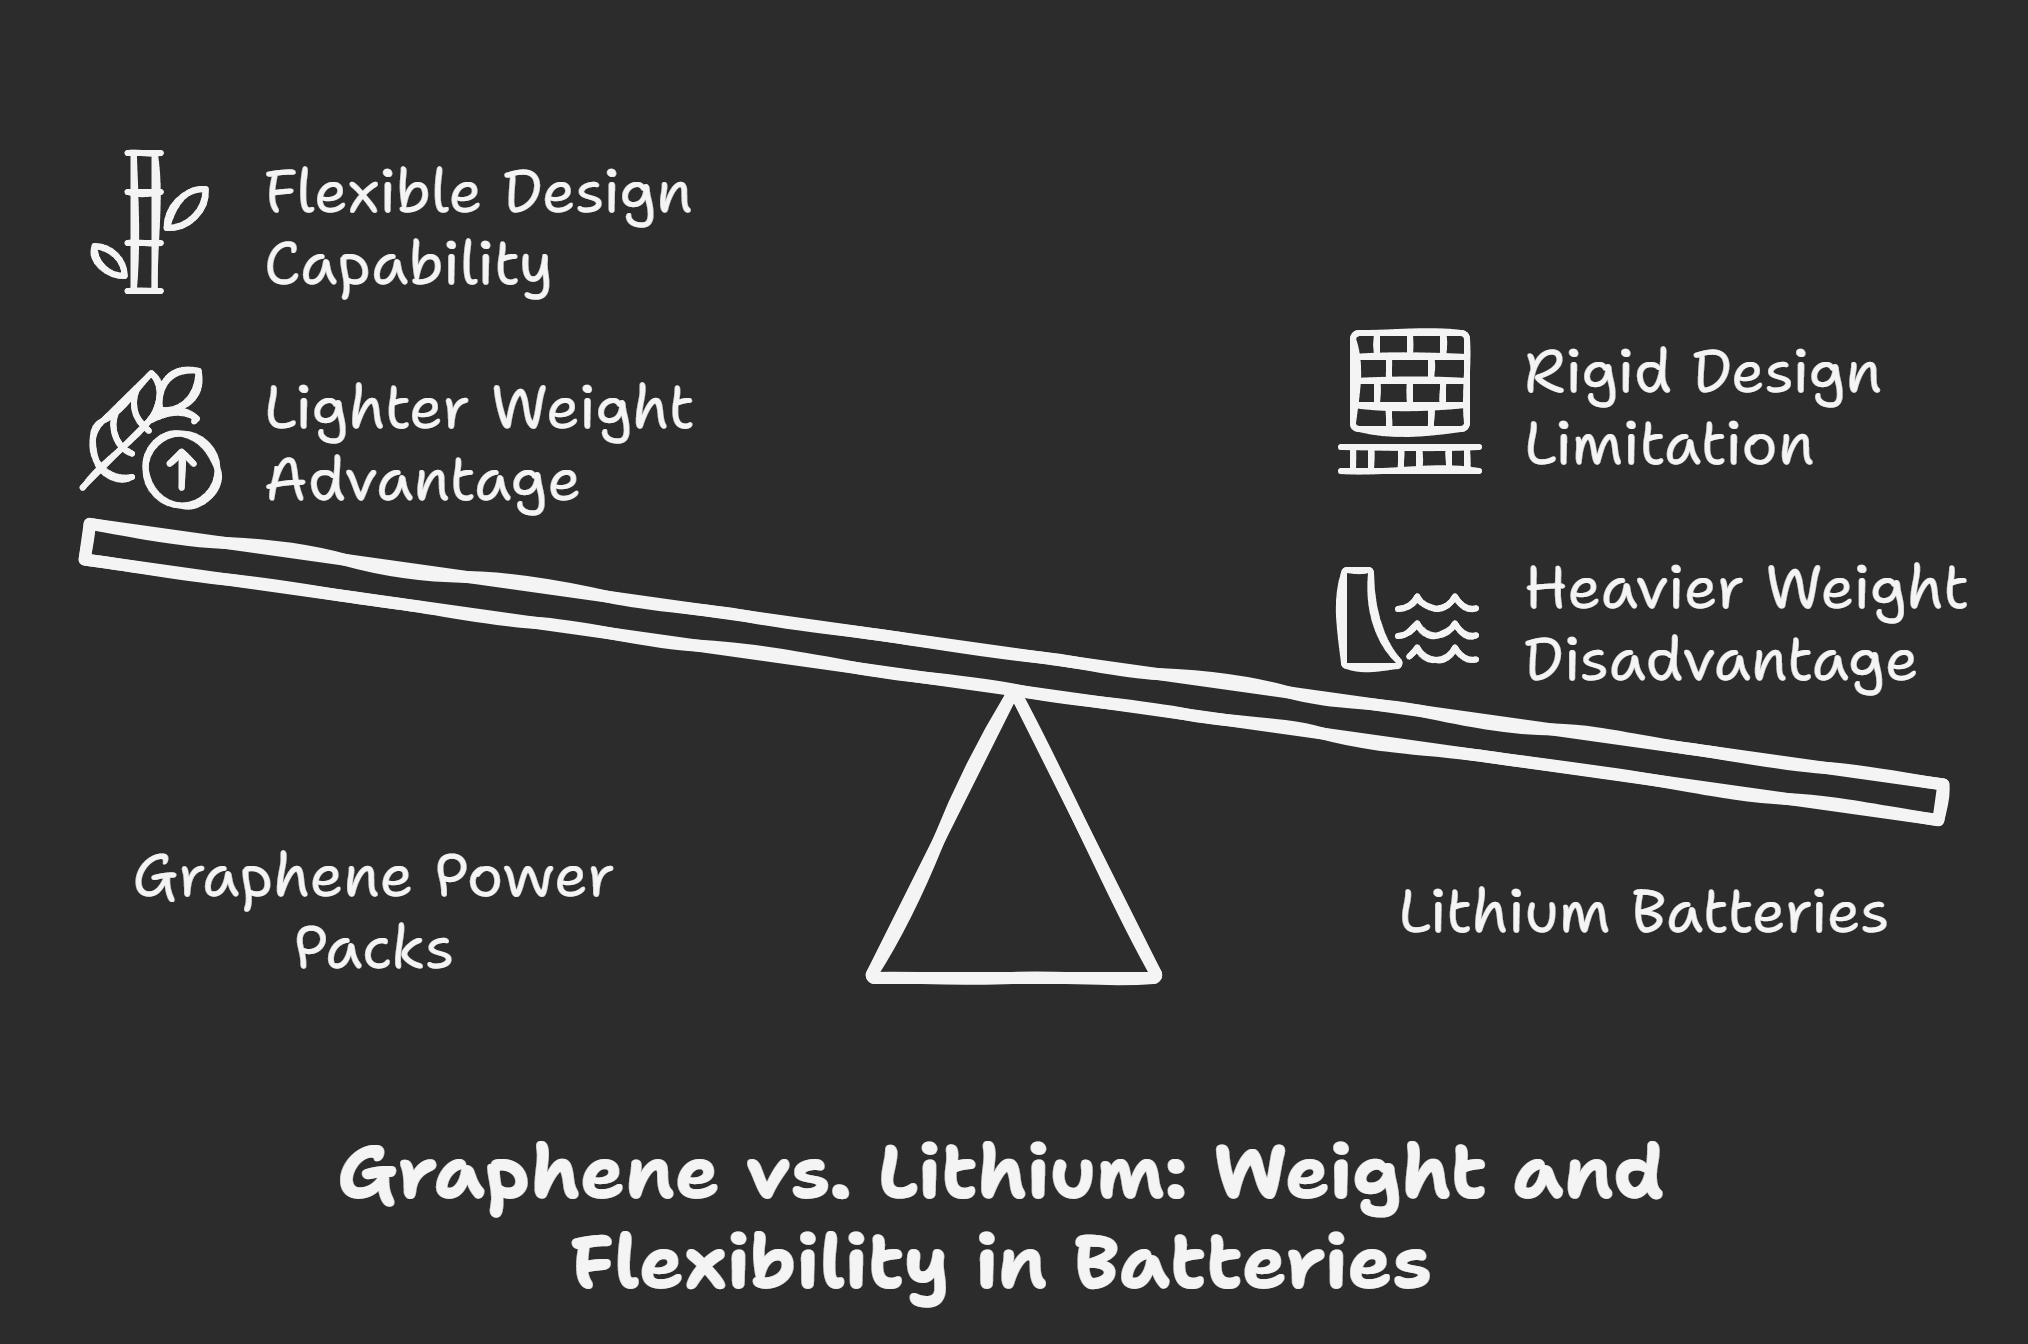 Flexible Design
Capability
Lighter Weight
Advantage
Rigid Design
Limitation
Heavier Weight
Disadvantage
Graphene Power
Packs
Lithium Batteries
Graphene vs. Lithium: Weight and
Flexibility in Batteries